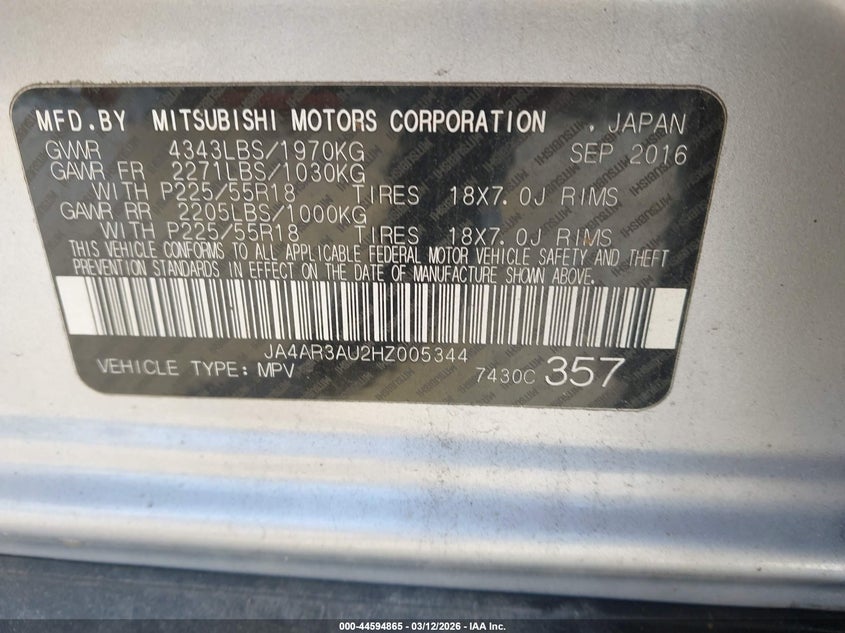 MFD.BY MITSUBISHI MOTORS CORPORATION , JAPAN
GVWR 4343LBS/1970KG SEP 2016
GAWR FR 2271LBS/1030KG
WITH P225/55R18 TIRES 18X7.0J RIMS
GAWR RR 2205LBS/1000KG
WITH P225/55R18 TIRES 18X7.0J RIMS
THIS VEHICLE CONFORMS TO ALL APPLICABLE FEDERAL MOTOR VEHICLE SAFETY AND THEFT
PREVENTION STANDARDS IN EFFECT ON THE DATE OF MANUFACTURE SHOWN ABOVE.
JA4AR3AU2HZ005344
VEHICLE TYPE: MPV 7430C 357
000-44594865 | 03/12/2026 | IAA Inc.